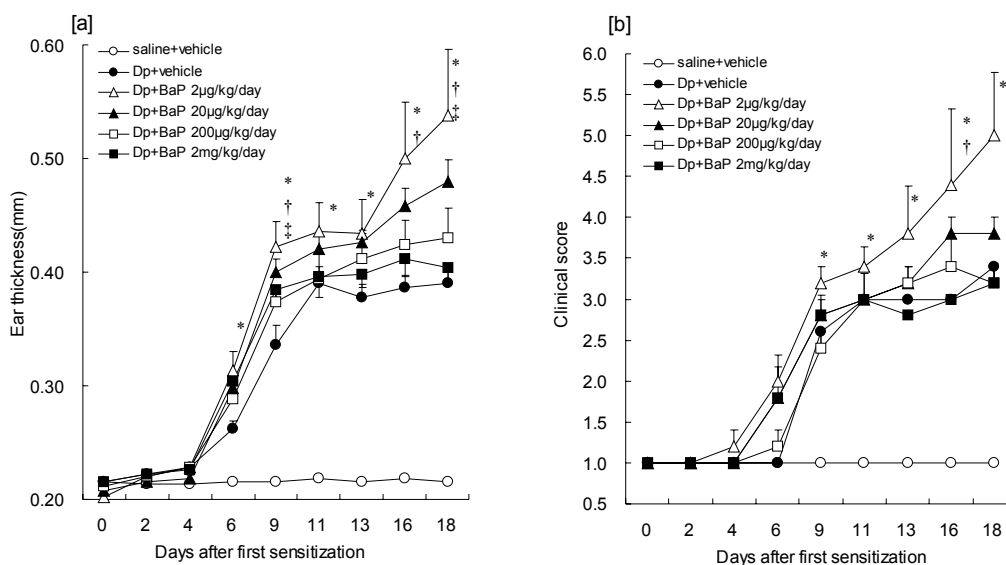 [a]
0.60
0.50
0.40
0.30
0.20
Ear thickness(mm)
saline+vehicle
Dp+vehicle
Dp+BaP 2µg/kg/day
Dp+BaP 20µg/kg/day
Dp+BaP 200µg/kg/day
Dp+BaP 2mg/kg/day
*
*
†
‡
*
*
*
†
*
†
‡
0 2 4 6 9 11 13 16 18
Days after first sensitization
[b]
6.0
5.5
5.0
4.5
4.0
3.5
3.0
2.5
2.0
1.5
1.0
0.5
Clinical score
saline+vehicle
Dp+vehicle
Dp+BaP 2µg/kg/day
Dp+BaP 20µg/kg/day
Dp+BaP 200µg/kg/day
Dp+BaP 2mg/kg/day
*
*
*
*
†
*
0 2 4 6 9 11 13 16 18
Days after first sensitization